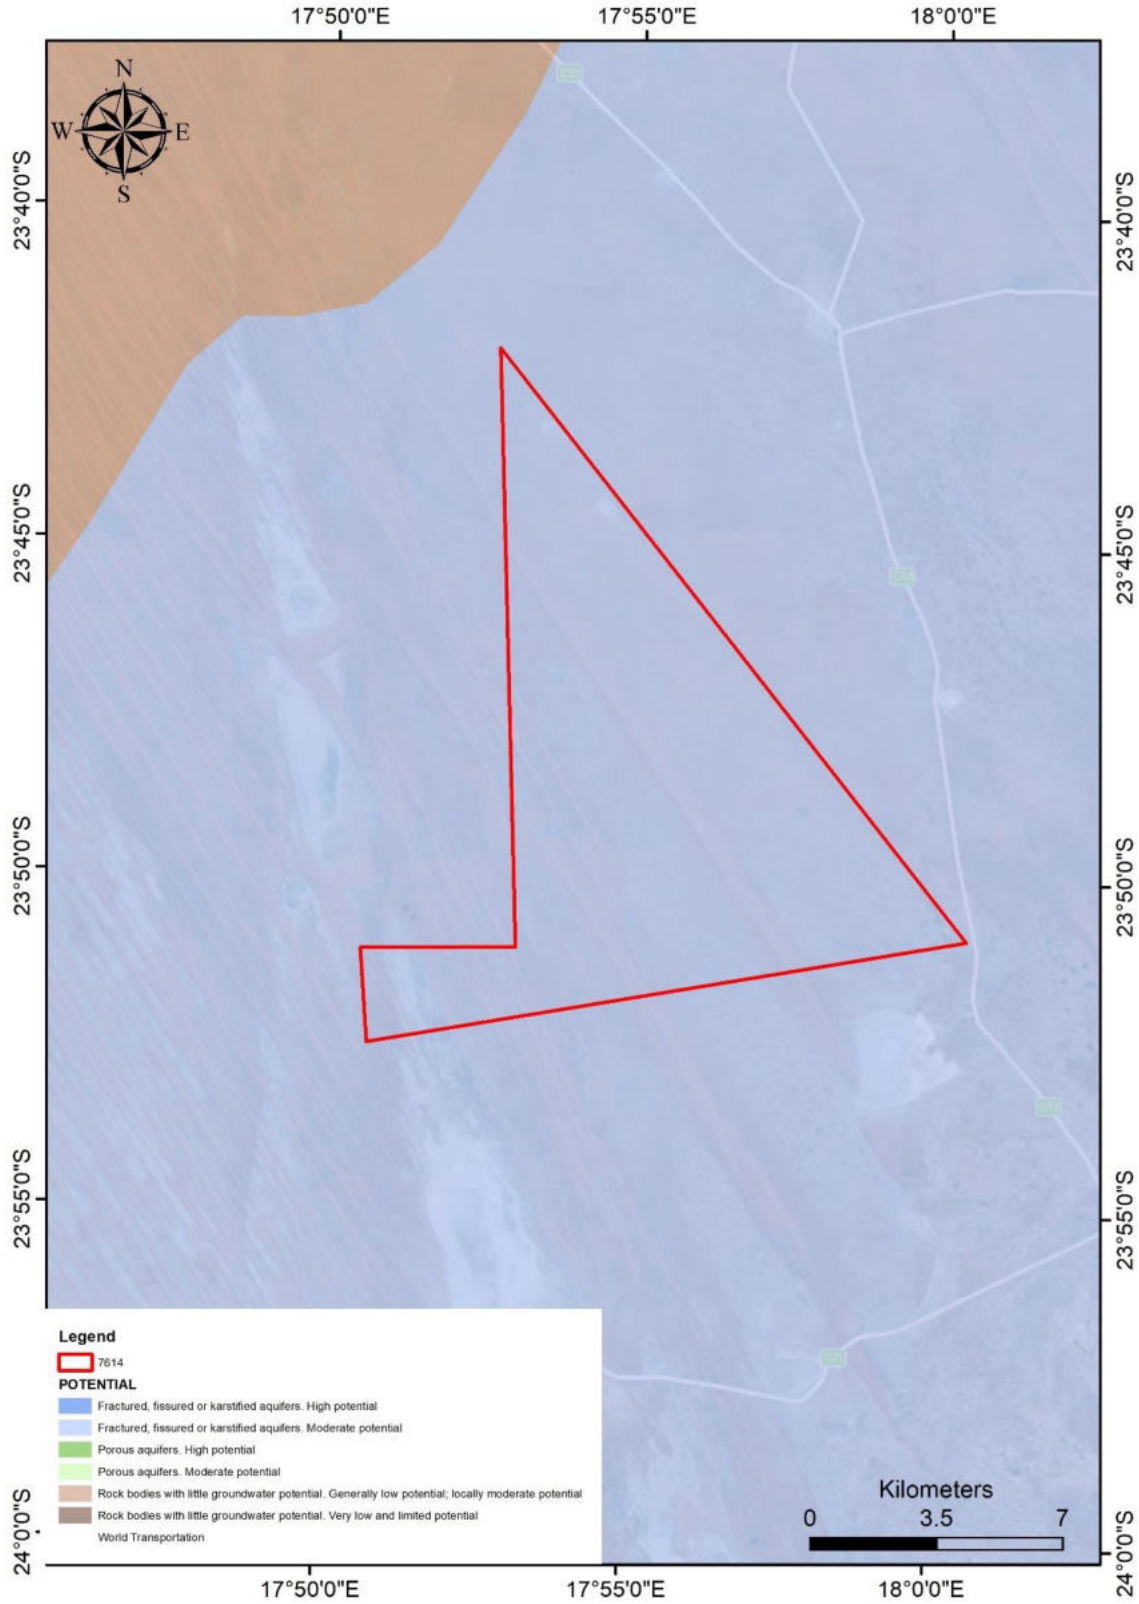 17°50'0"E 17°55'0"E 18°0'0"E
N
W E
S
23°40'0"S 23°40'0"S
23°45'0"S 23°45'0"S
23°50'0"S 23°50'0"S
23°55'0"S 23°55'0"S
Legend
7614
POTENTIAL
Fractured, fissured or karstified aquifers. High potential
Fractured, fissured or karstified aquifers. Moderate potential
Porous aquifers. High potential
Porous aquifers. Moderate potential
Rock bodies with little groundwater potential. Generally low potential; locally moderate potential
Rock bodies with little groundwater potential. Very low and limited potential
World Transportation
Kilometers
0 3.5 7
24°0'0"S 24°0'0"S
17°50'0"E 17°55'0"E 18°0'0"E